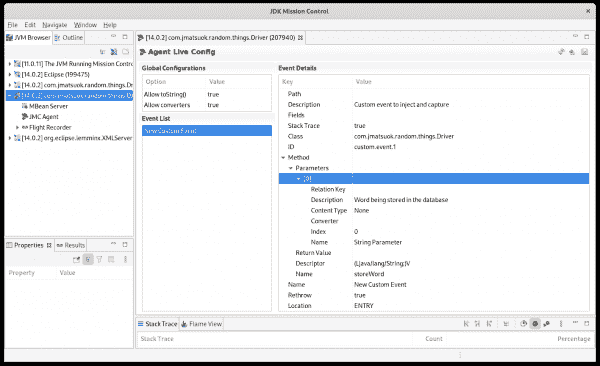 JDK Mission Control
File Edit Navigate Window Help
JVM Browser Outline
[11.0.11] The JVM Running Mission Contro
[14.0.2] Eclipse (199475)
[14.0.2] com.jmatsuok.random.things.Dr
[14.0.2] com.jmatsuok.random.things.Dr
MBean Server
JMC Agent
Flight Recorder
[14.0.2] org.eclipse.lemminx.XMLServer
Properties Results
Property Value
[14.0.2] com.jmatsuok.random.things.Driver (207940)
Agent Live Config
Global Configurations
Option Value
Allow toString() true
Allow converters true
Event List
New Custom Event
Event Details
Key Value
Path
Description Custom event to inject and capture
Fields
Stack Trace true
Class com.jmatsuok.random.things.Driver
ID custom.event.1
Method
Parameters
[0]
Relation Key
Description Word being stored in the database
Content Type None
Converter
Index 0
Name String Parameter
Return Value
Descriptor (Ljava/lang/String;)V
Name storeWord
Name New Custom Event
Rethrow true
Location ENTRY
Stack Trace Flame View
Stack Trace Count Percentage